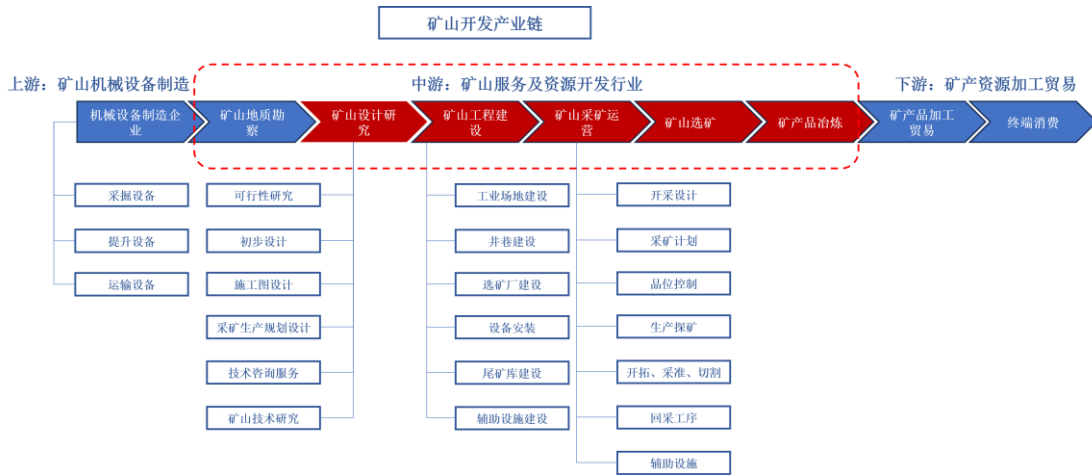 矿山开发产业链
上游：矿山机械设备制造
中游：矿山服务及资源开发行业
下游：矿产资源加工贸易
机械设备制造企
业
矿山地质勘
察
矿山设计研
究
矿山工程建
设
矿山采矿运
营
矿山选矿
矿产品冶炼
矿产品加工
贸易
终端消费
采掘设备
提升设备
运输设备
可行性研究
初步设计
施工图设计
采矿生产规划设计
技术咨询服务
矿山技术研究
工业场地建设
井巷建设
选矿厂建设
设备安装
尾矿库建设
辅助设施建设
开采设计
采矿计划
品位控制
生产探矿
开拓、采准、切割
回采工序
辅助设施